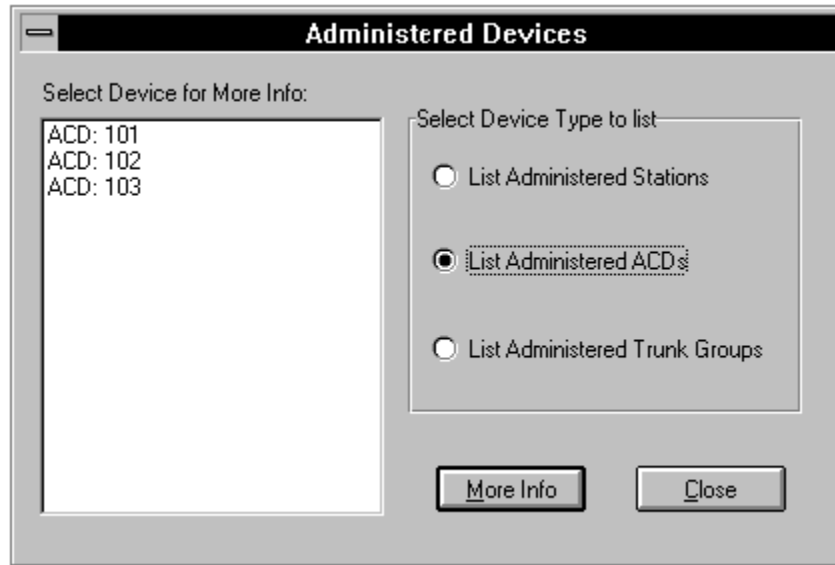 Administered Devices
Select Device for More Info:
ACD: 101
ACD: 102
ACD: 103
Select Device Type to list
List Administered Stations
List Administered ACDs
List Administered Trunk Groups
More Info
Close